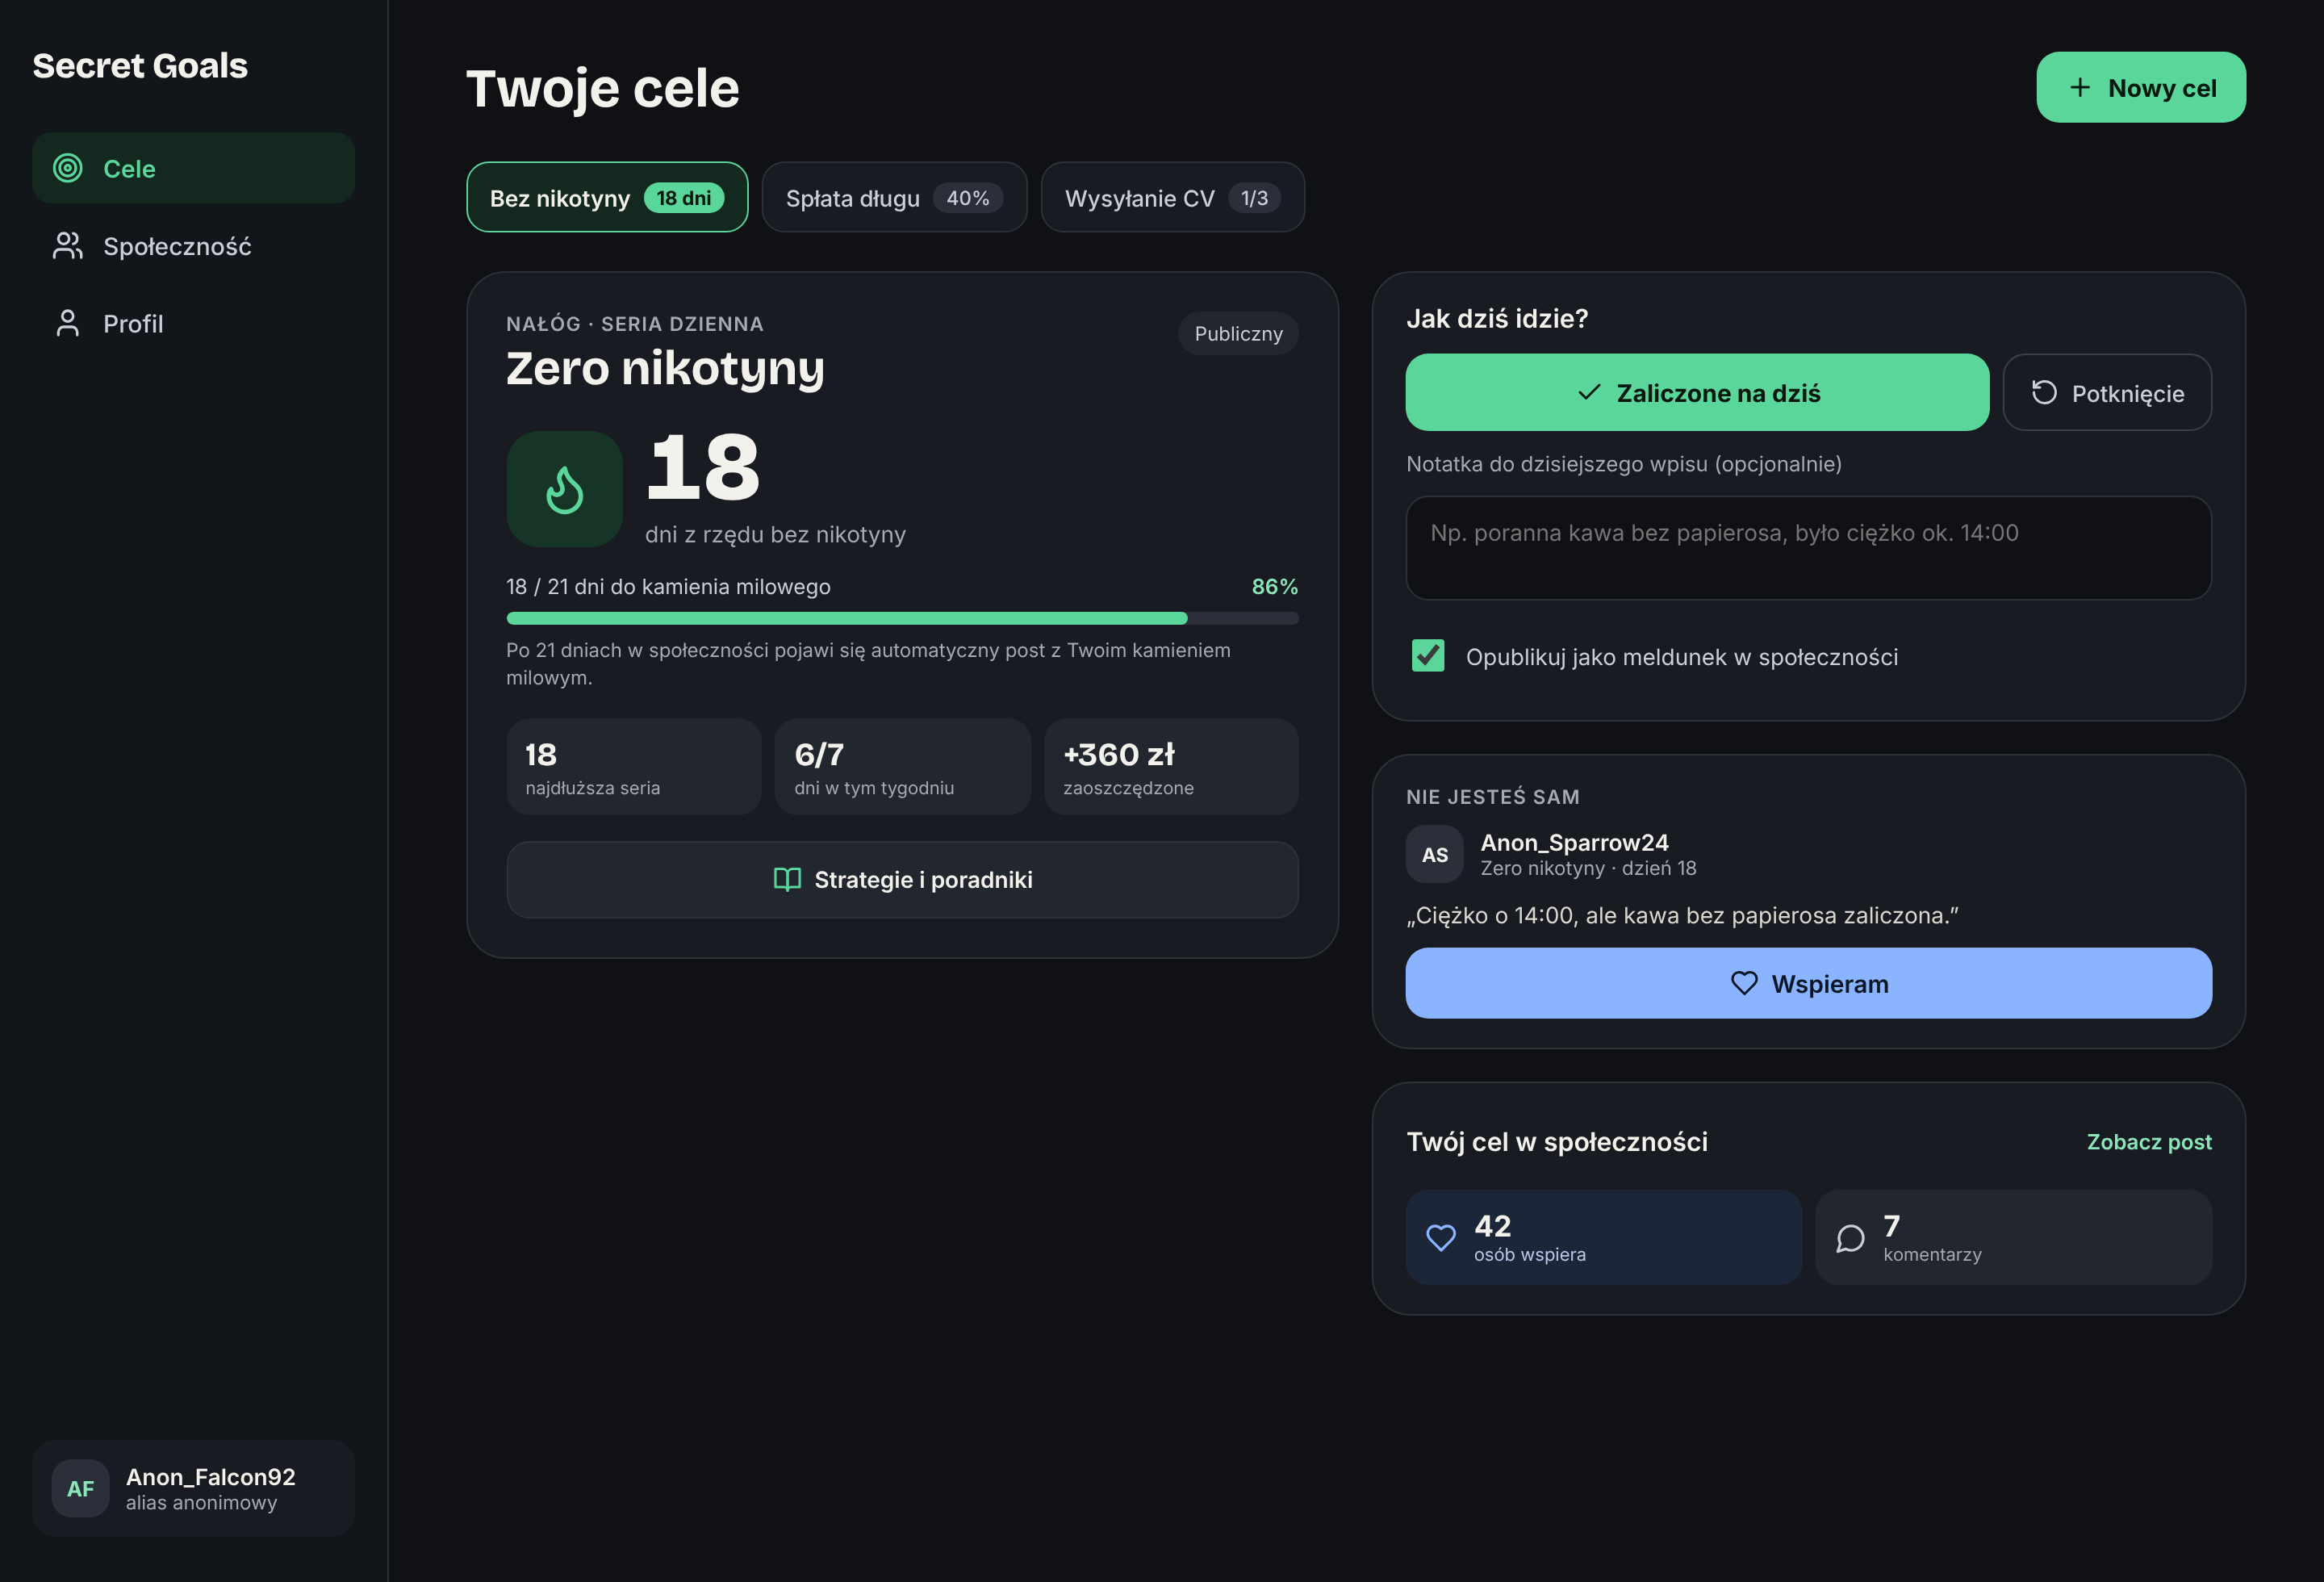 Secret Goals
Cele
Społeczność
Profil
Anon_Falcon92
AF
alias anonimowy
Twoje cele
Nowy cel
Bez nikotyny 18 dni
Spłata długu 40%
Wysyłanie CV 1/3
NAŁÓG · SERIA DZIENNA
Publiczny
Zero nikotyny
18
dni z rzędu bez nikotyny
18 / 21 dni do kamienia milowego 86%
Po 21 dniach w społeczności pojawi się automatyczny post z Twoim kamieniem
milowym.
18
najdłuższa seria
6/7
dni w tym tygodniu
+360 zł
zaoszczędzone
Strategie i poradniki
Jak dziś idzie?
Zaliczone na dziś
Potknięcie
Notatka do dzisiejszego wpisu (opcjonalnie)
Np. poranna kawa bez papierosa, było ciężko ok. 14:00
Opublikuj jako meldunek w społeczności
NIE JESTEŚ SAM
AS
Anon_Sparrow24
Zero nikotyny · dzień 18
„Ciężko o 14:00, ale kawa bez papierosa zaliczona.”
Wspieram
Twój cel w społeczności
Zobacz post
42
osób wspiera
7
komentarzy